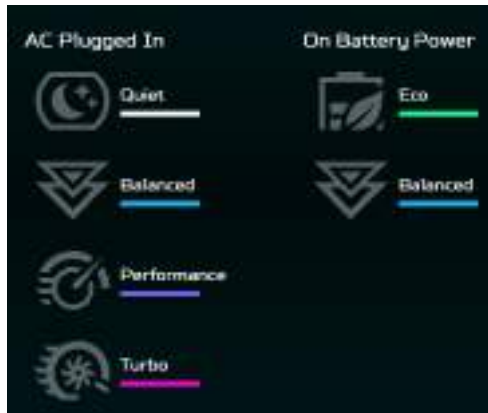 AC Plugged In
On Battery Power
Quiet
Eco
Balanced
Balanced
Performance
Turbo